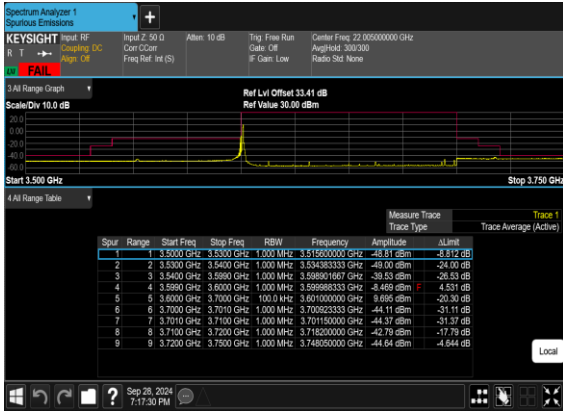 Spectrum Analyzer 1
Spurious Emissions
+
KEYSIGHT Input: RF Input Z: 50 Ω Atten: 10 dB Trig: Free Run Center Freq: 22.005000000 GHz
R T Coupling: DC Corr CCorr Gate: Off Avg|Hold: 300/300
Align: Off Freq Ref: Int (S) IF Gain: Low Radio Std: None
FAIL
3 All Range Graph
Ref Lvl Offset 33.41 dB
Scale/Div 10.0 dB Ref Value 30.00 dBm
20.0
0.00
-20.0
-40.0
-60.0
Start 3.500 GHz Stop 3.750 GHz
4 All Range Table
Measure Trace Trace 1
Trace Type Trace Average (Active)
Spur Range Start Freq Stop Freq RBW Frequency Amplitude ΔLimit
1 1 3.5000 GHz 3.5300 GHz 1.000 MHz 3.515600000 GHz -48.81 dBm -8.812 dB
2 2 3.5300 GHz 3.5400 GHz 1.000 MHz 3.534383333 GHz -49.00 dBm -24.00 dB
3 3 3.5400 GHz 3.5990 GHz 1.000 MHz 3.598901667 GHz -39.53 dBm -26.53 dB
4 4 3.5990 GHz 3.6000 GHz 1.000 MHz 3.599988333 GHz -8.469 dBm F 4.531 dB
5 5 3.6000 GHz 3.7000 GHz 100.0 kHz 3.601000000 GHz 9.695 dBm -20.30 dB
6 6 3.7000 GHz 3.7010 GHz 1.000 MHz 3.700923333 GHz -44.11 dBm -31.11 dB
7 7 3.7010 GHz 3.7100 GHz 1.000 MHz 3.701150000 GHz -44.37 dBm -31.37 dB
8 8 3.7100 GHz 3.7200 GHz 1.000 MHz 3.718200000 GHz -42.79 dBm -17.79 dB
9 9 3.7200 GHz 3.7500 GHz 1.000 MHz 3.748050000 GHz -44.64 dBm -4.644 dB
Local
? Sep 28, 2024
7:17:30 PM